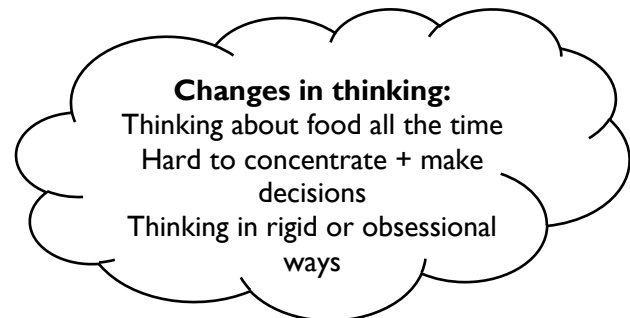 Changes in thinking:
Thinking about food all the time
Hard to concentrate + make
decisions
Thinking in rigid or obsessional
ways